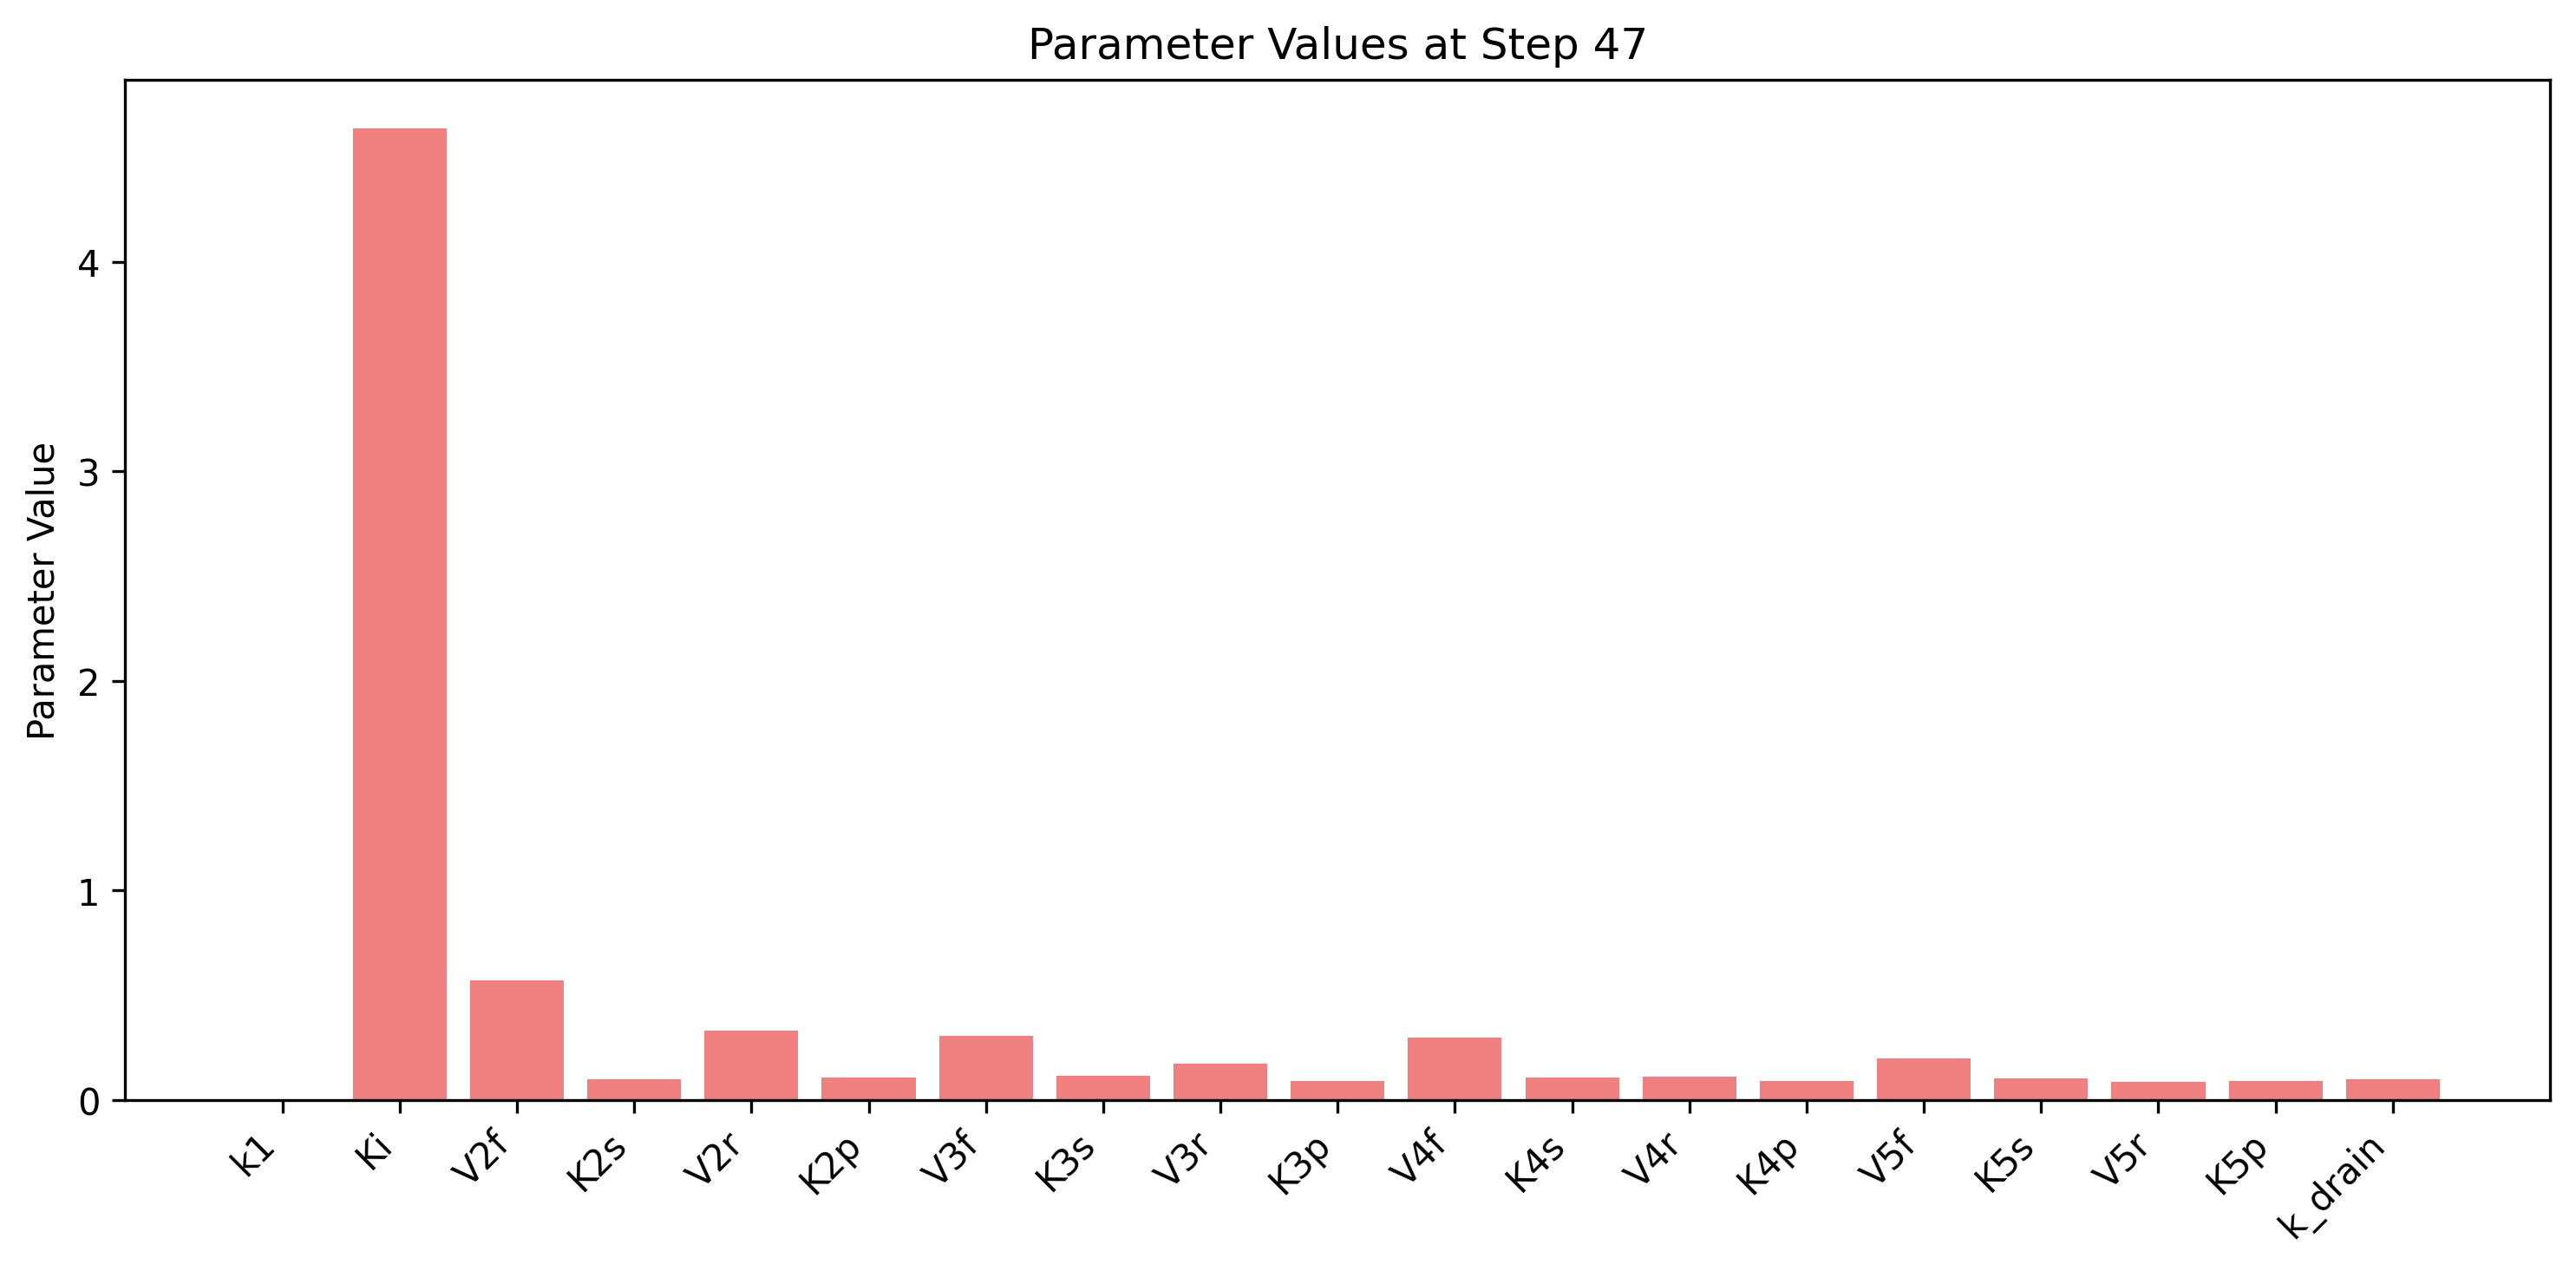 Parameter Values at Step 47
Parameter Value
4
3
2
1
0
k1
Ki
V2f
K2s
V2r
K2p
V3f
K3s
V3r
K3p
V4f
K4s
V4r
K4p
V5f
K5s
V5r
K5p
k_drain